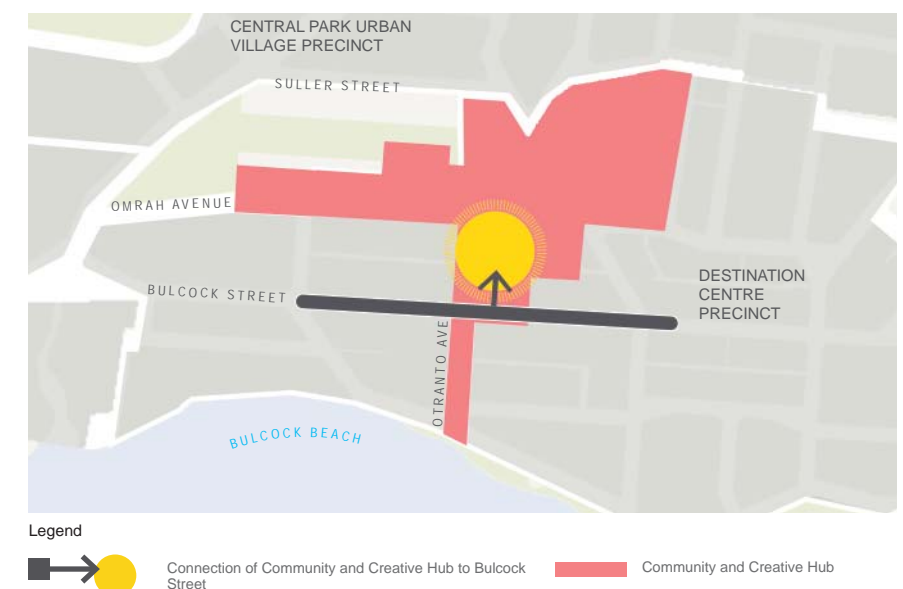 CENTRAL PARK URBAN
VILLAGE PRECINCT
SULLER STREET
OMRAH AVENUE
BULCOCK STREET
DESTINATION
CENTRE
PRECINCT
OTRANTO AVE
BULCOCK BEACH
Legend
Connection of Community and Creative Hub to Bulcock
Street
Community and Creative Hub